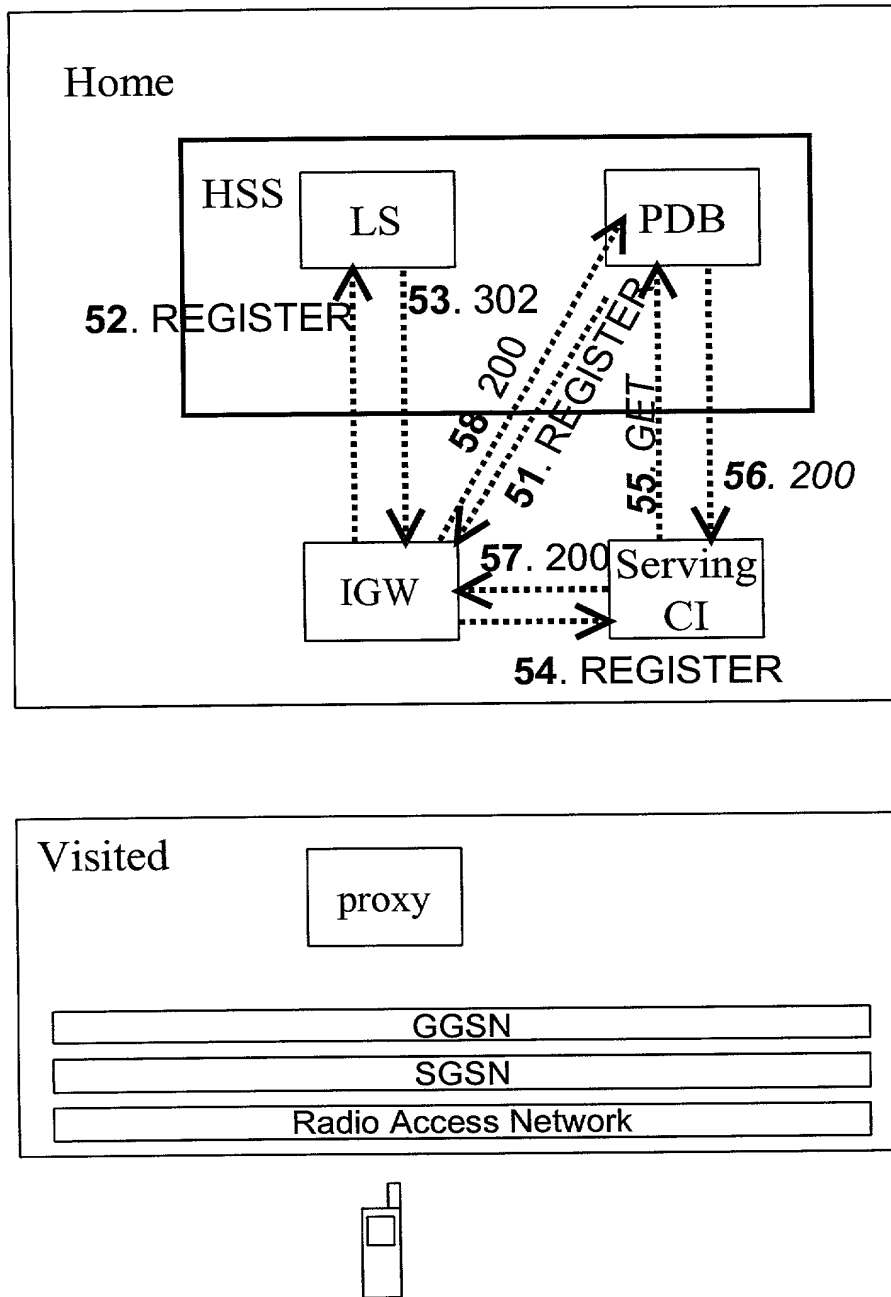 Home
HSS
LS
PDB
52. REGISTER
53. 302
58. 200
51. REGISTER
55. GET
56. 200
57. 200
IGW
Serving
CI
54. REGISTER
Visited
proxy
GGSN
SGSN
Radio Access Network